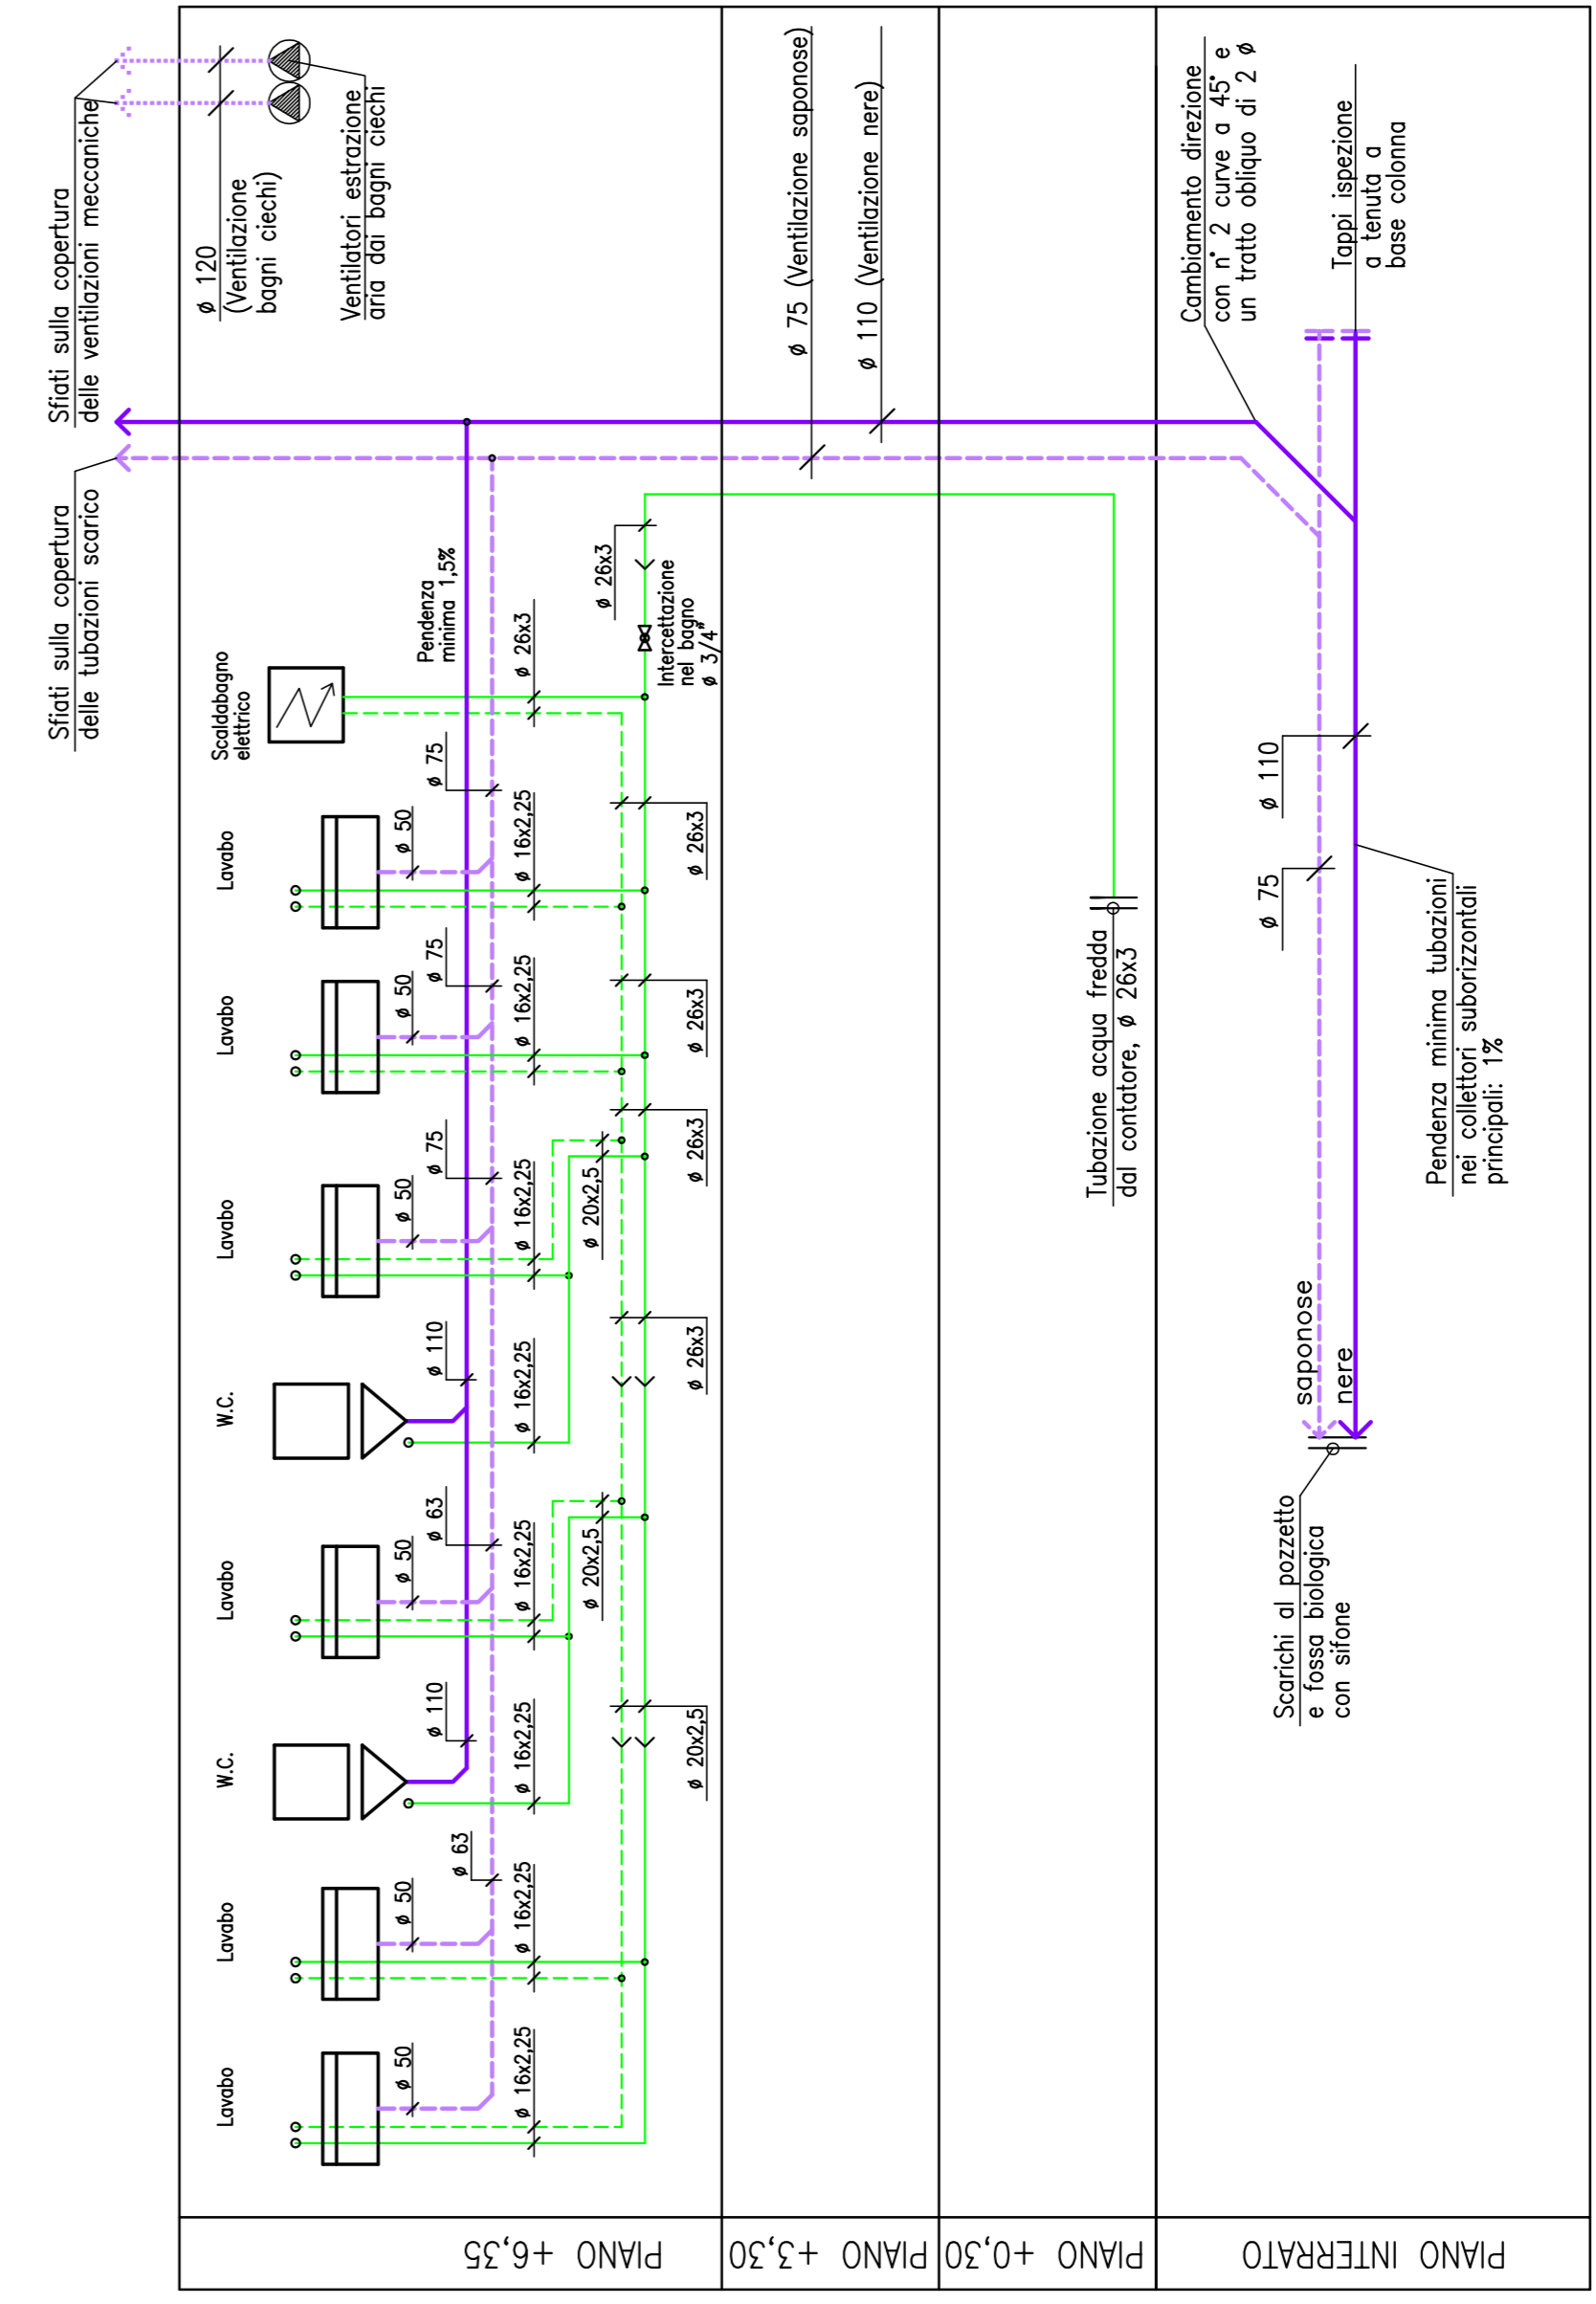 Sfiati sulla copertura
delle tubazioni scarico
Sfiati sulla copertura
delle ventilazioni meccaniche
PIANO +6,35
Lavabo
Lavabo
W.C.
Lavabo
W.C.
Lavabo
Lavabo
Lavabo
Scaldabagno
elettrico
ø 120
(Ventilazione
bagni ciechi)
Ventilatori estrazione
aria dai bagni ciechi
ø 50
ø 50
ø 50
ø 50
ø 50
ø 50
ø 63
ø 110
ø 63
ø 110
ø 75
ø 75
ø 75
Pendenza
minima 1,5%
ø 16x2,25
ø 16x2,25
ø 16x2,25
ø 16x2,25
ø 16x2,25
ø 16x2,25
ø 16x2,25
ø 16x2,25
ø 26x3
ø 20x2,5
ø 20x2,5
ø 26x3
ø 20x2,5
ø 26x3
ø 26x3
ø 26x3
ø 26x3
Intercettazione
nel bagno
ø 3/4"
PIANO +3,30
ø 75 (Ventilazione saponose)
ø 110 (Ventilazione nere)
PIANO +0,30
Tubazione acqua fredda
dal contatore, ø 26x3
PIANO INTERRATO
Cambiamento direzione
con n° 2 curve a 45° e
un tratto obliquo di 2 ø
Tappi ispezione
a tenuta a
base colonna
ø 75
ø 110
saponose
nere
Scarichi al pozzetto
e fossa biologica
con sifone
Pendenza minima tubazioni
nei collettori suborizzontali
principali: 1%